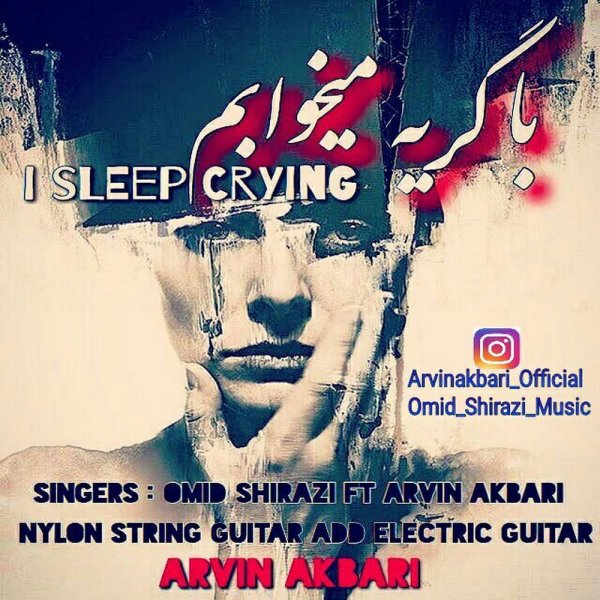 با گریه میخوابم
I SLEEP CRYING
Arvinakbari_Official
Omid_Shirazi_Music
SINGERS : OMID SHIRAZI FT ARVIN AKBARI
NYLON STRING GUITAR ADD ELECTRIC GUITAR
ARVIN AKBARI